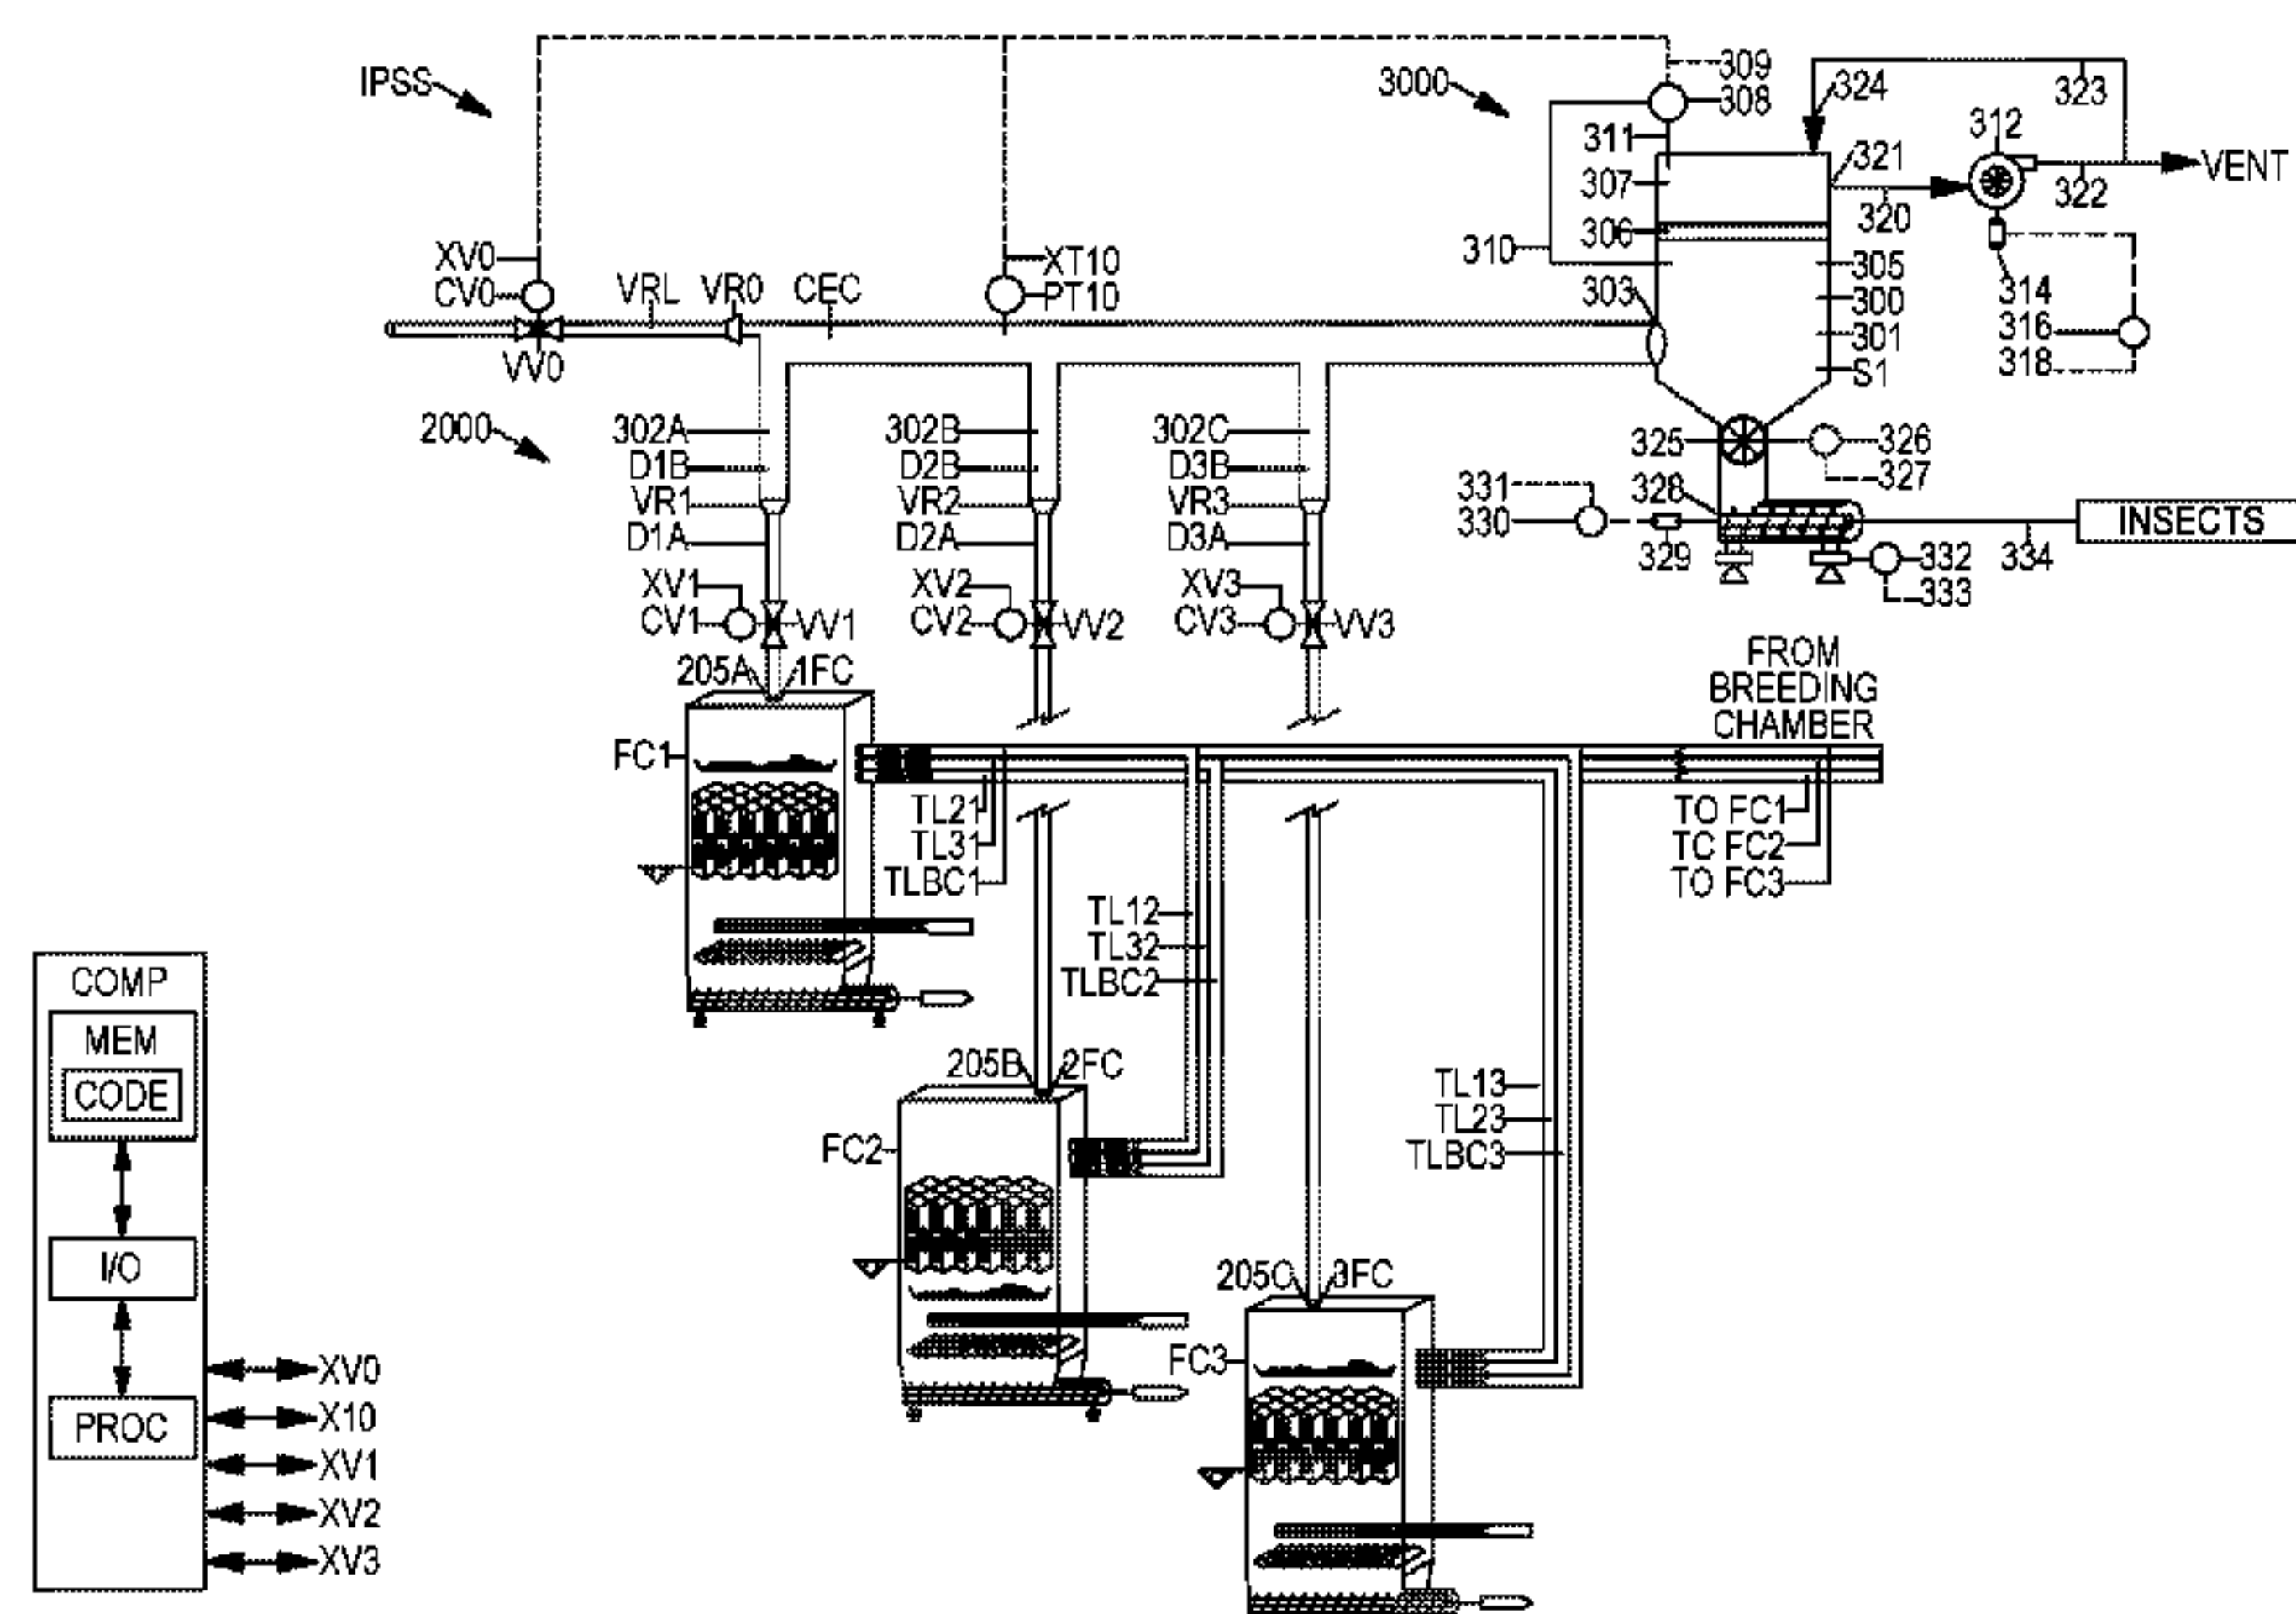 IPSS
3000
309
308
324
323
312
311
321
VENT
307
322
320
306
310
XV0
XT10
305
CV0
VRL
VR0
CEC
PT10
303
300
314
301
316
VV0
S1
318
2000
302A
302B
302C
325
326
D1B
D2B
D3B
327
VR1
VR2
VR3
331
328
330
INSECTS
D1A
D2A
D3A
329
332
334
XV1
XV2
XV3
333
CV1
VV1
CV2
VV2
CV3
VV3
FROM
BREEDING
CHAMBER
205A
1FC
FC1
TL21
TO FC1
TL31
TC FC2
TLBC1
TO FC3
TL12
TL32
TLBC2
COMP
MEM
CODE
205B
2FC
TL13
TL23
TLBC3
FC2
I/O
205C
3FC
FC3
XV0
PROC
X10
XV1
XV2
XV3